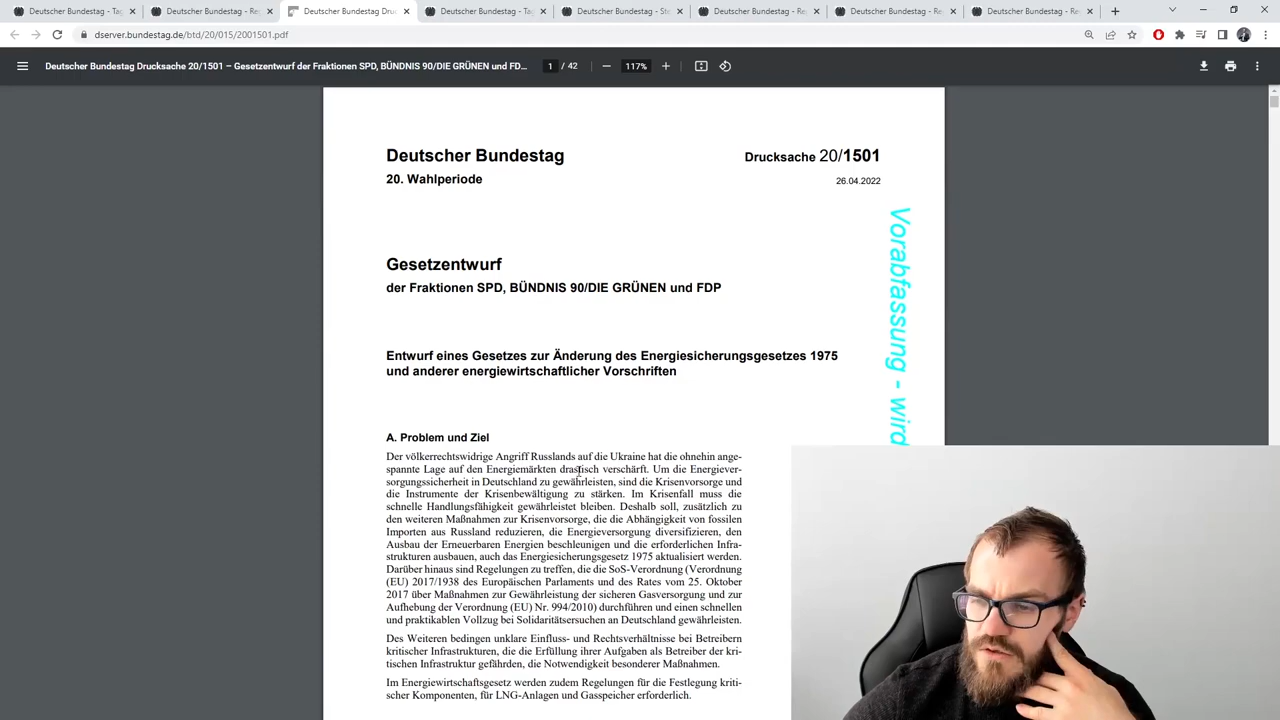 Deutscher Bundestag - Tag
Deutscher Bundestag - Re
Deutscher Bundestag Dru
Deutscher Bundestag - Tag
Deutscher Bundestag - Ste
Deutscher Bundestag - Re
Deutscher Bundestag - Re
Deutscher Bundestag - Re
dserver.bundestag.de/btd/20/015/2001501.pdf
Deutscher Bundestag Drucksache 20/1501 – Gesetzentwurf der Fraktionen SPD, BÜNDNIS 90/DIE GRÜNEN und FD...
1 / 42
117%
Deutscher Bundestag
Drucksache 20/1501
20. Wahlperiode
26.04.2022
Vorabfassung - wird
Gesetzentwurf
der Fraktionen SPD, BÜNDNIS 90/DIE GRÜNEN und FDP
Entwurf eines Gesetzes zur Änderung des Energiesicherungsgesetzes 1975
und anderer energiewirtschaftlicher Vorschriften
A. Problem und Ziel
Der völkerrechtswidrige Angriff Russlands auf die Ukraine hat die ohnehin ange-
spannte Lage auf den Energiemärkten drastisch verschärft. Um die Energiever-
sorgungssicherheit in Deutschland zu gewährleisten, sind die Krisenvorsorge und
die Instrumente der Krisenbewältigung zu stärken. Im Krisenfall muss die
schnelle Handlungsfähigkeit gewährleistet bleiben. Deshalb soll, zusätzlich zu
den weiteren Maßnahmen zur Krisenvorsorge, die die Abhängigkeit von fossilen
Importen aus Russland reduzieren, die Energieversorgung diversifizieren, den
Ausbau der Erneuerbaren Energien beschleunigen und die erforderlichen Infra-
strukturen ausbauen, auch das Energiesicherungsgesetz 1975 aktualisiert werden.
Darüber hinaus sind Regelungen zu treffen, die die SoS-Verordnung (Verordnung
(EU) 2017/1938 des Europäischen Parlaments und des Rates vom 25. Oktober
2017 über Maßnahmen zur Gewährleistung der sicheren Gasversorgung und zur
Aufhebung der Verordnung (EU) Nr. 994/2010) durchführen und einen schnellen
und praktikablen Vollzug bei Solidaritätsersuchen an Deutschland gewährleisten.
Des Weiteren bedingen unklare Einfluss- und Rechtsverhältnisse bei Betreibern
kritischer Infrastrukturen, die die Erfüllung ihrer Aufgaben als Betreiber der kri-
tischen Infrastruktur gefährden, die Notwendigkeit besonderer Maßnahmen.
Im Energiewirtschaftsgesetz werden zudem Regelungen für die Festlegung kriti-
scher Komponenten, für LNG-Anlagen und Gasspeicher erforderlich.